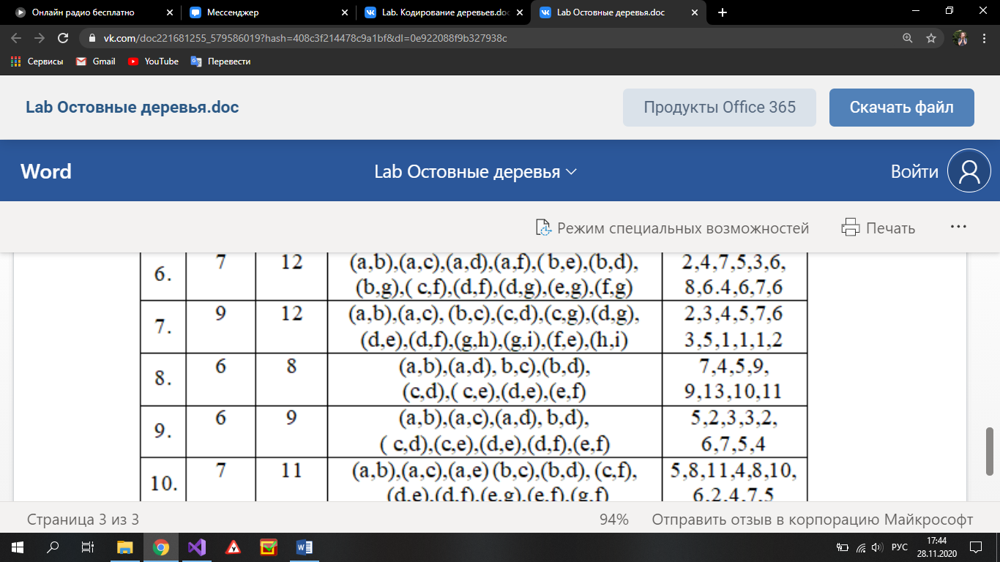 Онлайн радио бесплатно
Мессенджер
Lab. Кодирование деревьев.doc
Lab Остовные деревья.doc
vk.com/doc221681255_579586019?hash=408c3f214478c9a1bf&dl=0e922088f9b327938c
Сервисы Gmail YouTube Перевести
Lab Остовные деревья.doc
Продукты Office 365
Скачать файл
Word
Lab Остовные деревья
Войти
Режим специальных возможностей
Печать
6. 7 12 (a,b),(a,c),(a,d),(a,f),( b,e),(b,d), 2,4,7,5,3,6,
(b,g),( c,f),(d,f),(d,g),(e,g),(f,g) 8,6.4,6,7,6
7. 9 12 (a,b),(a,c), (b,c),(c,d),(c,g),(d,g), 2,3,4,5,7,6
(d,e),(d,f),(g,h),(g,i),(f,e),(h,i) 3,5,1,1,1,2
8. 6 8 (a,b),(a,d), b,c),(b,d), 7,4,5,9,
(c,d),( c,e),(d,e),(e,f) 9,13,10,11
9. 6 9 (a,b),(a,c),(a,d), b,d), 5,2,3,3,2,
( c,d),(c,e),(d,e),(d,f),(e,f) 6,7,5,4
10. 7 11 (a,b),(a,c),(a,e) (b,c),(b,d), (c,f), 5,8,11,4,8,10,
(d,e),(d,f),(e,g),(e,f),(g,f) 6,2,4,7,5
Страница 3 из 3
94%
Отправить отзыв в корпорацию Майкрософт
РУС
17:44
28.11.2020